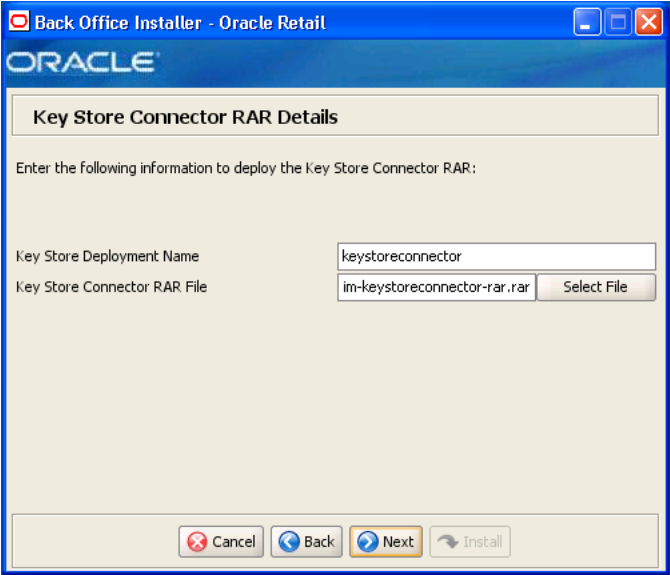 Back Office Installer - Oracle Retail
ORACLE
Key Store Connector RAR Details
Enter the following information to deploy the Key Store Connector RAR:
Key Store Deployment Name keystoreconnector
Key Store Connector RAR File im-keystoreconnector-rar.rar Select File
Cancel Back Next Install